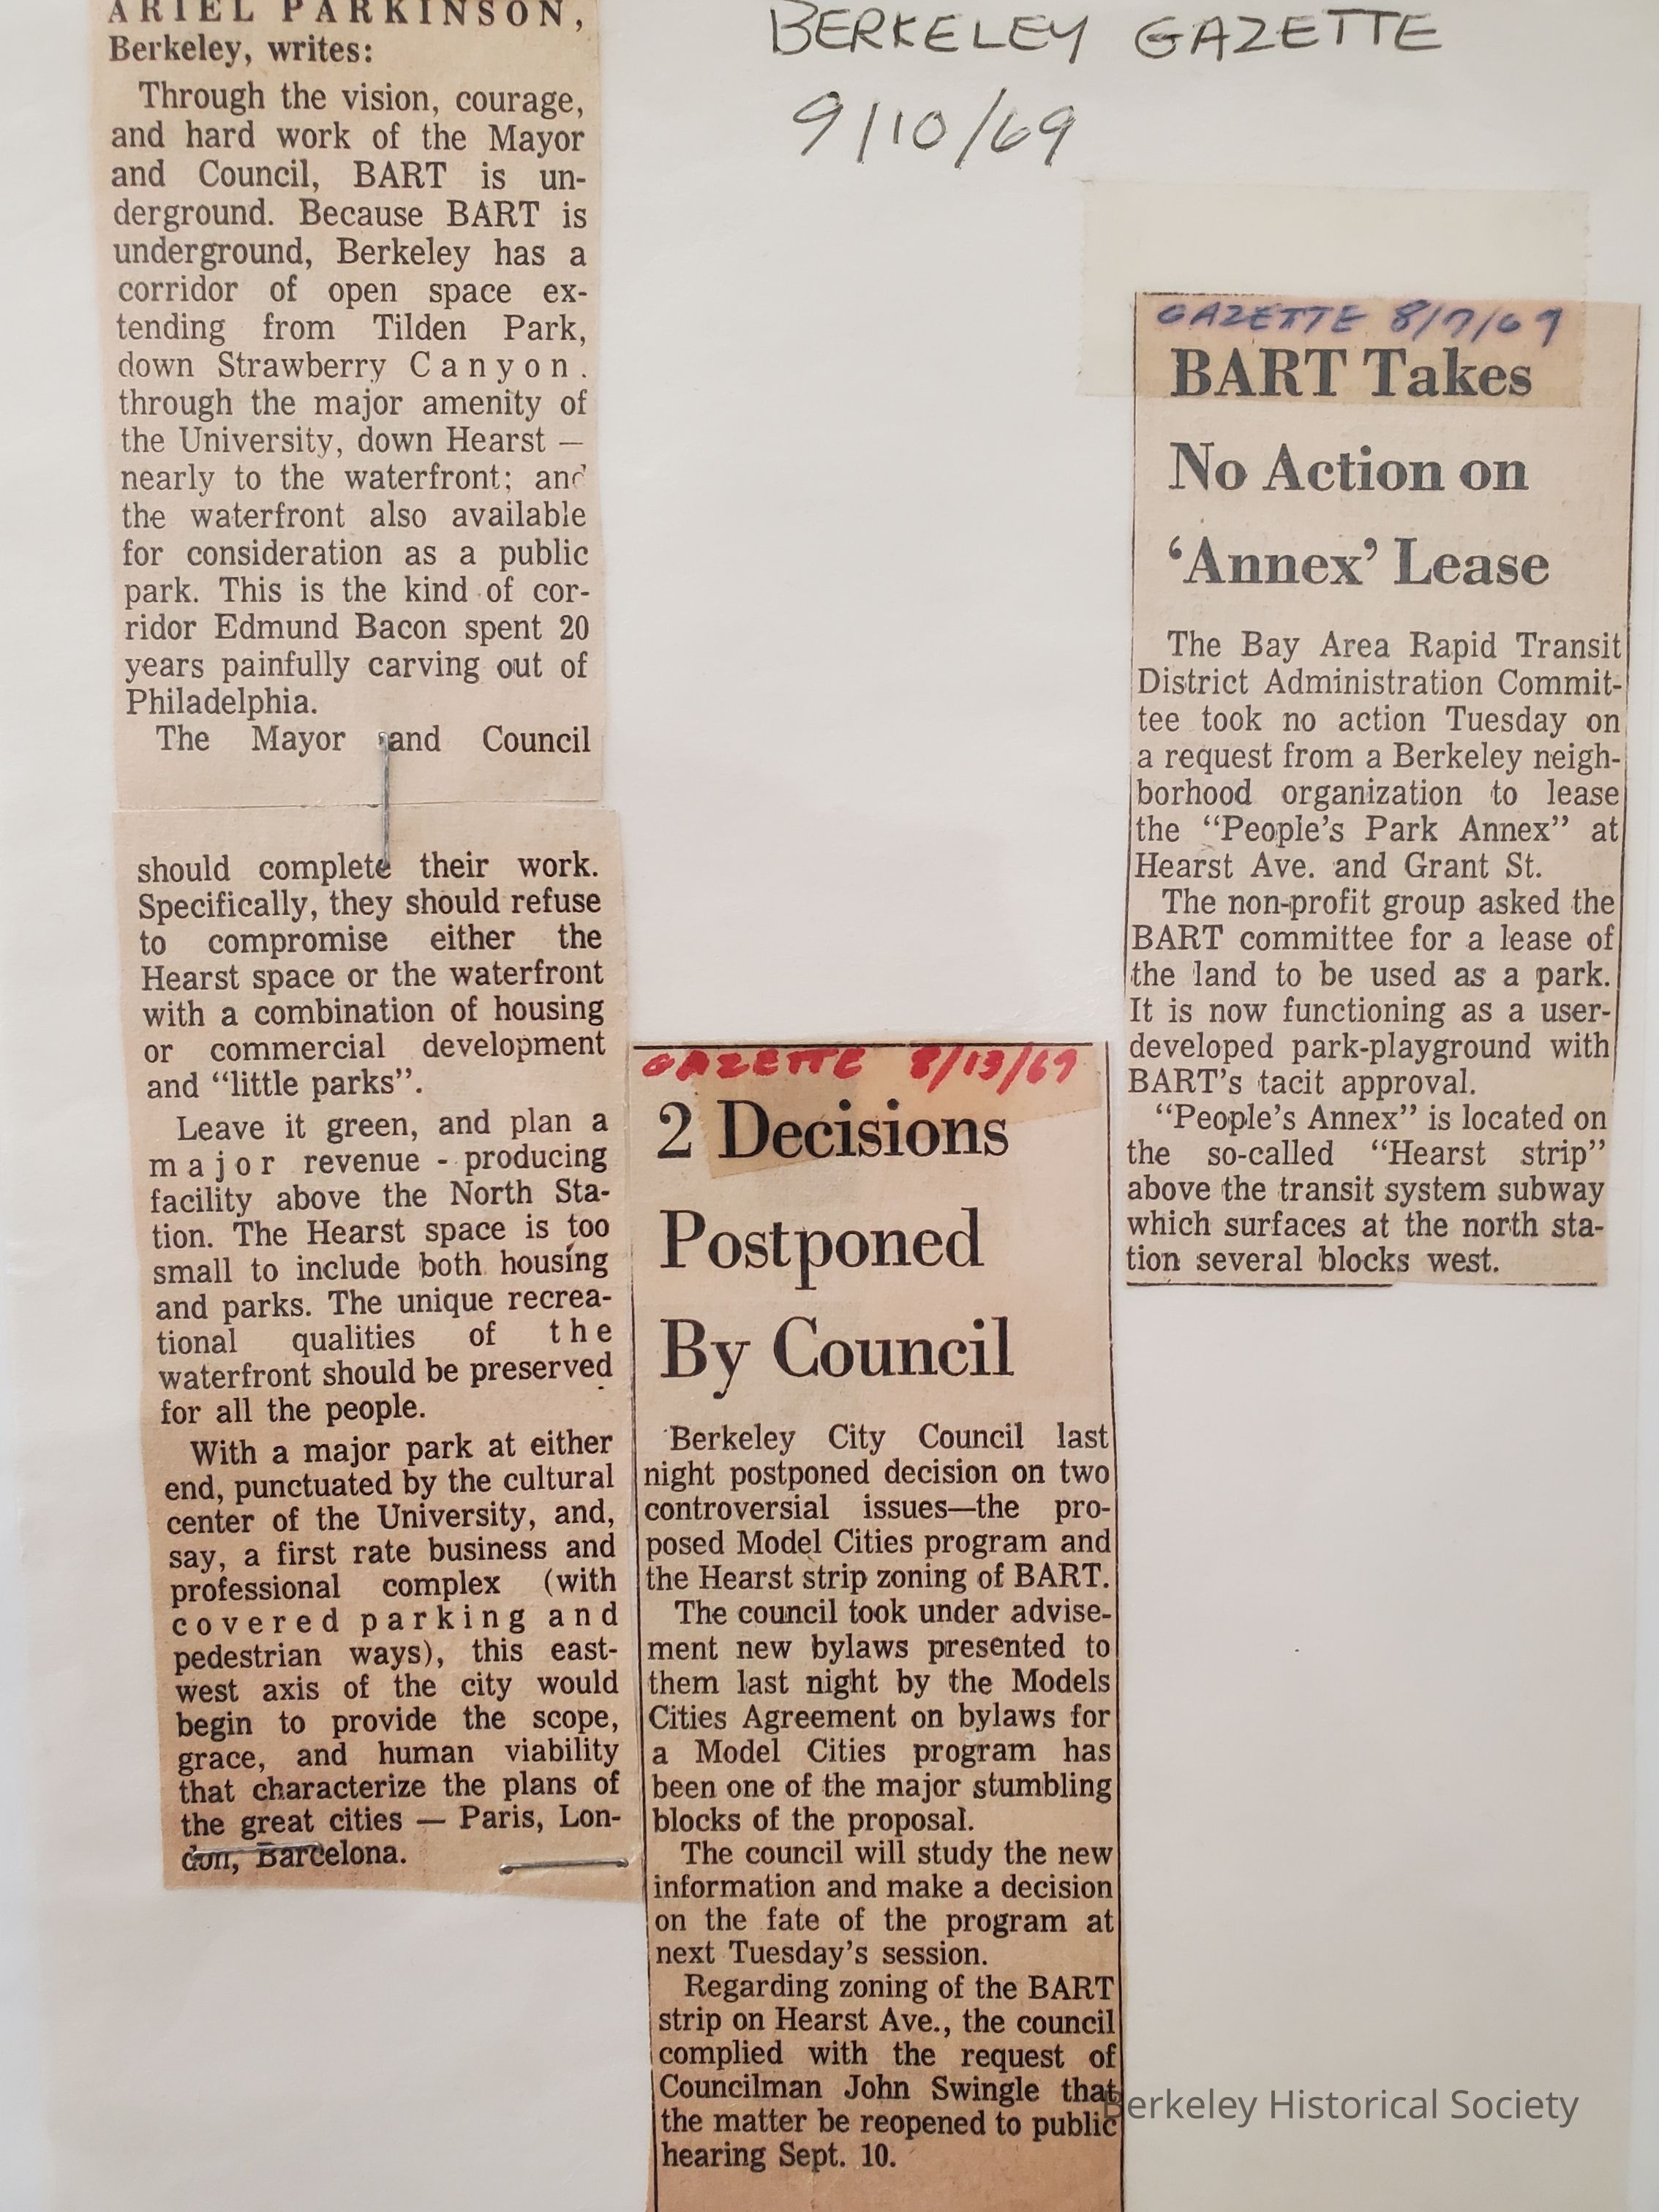 BERKELEY GAZETTE
9/10/69
ARIEL PARKINSON,
Berkeley, writes:
Through the vision, courage,
and hard work of the Mayor
and Council, BART is un-
derground. Because BART is
underground, Berkeley has a
corridor of open space ex-
tending from Tilden Park,
down Strawberry Canyon.
through the major amenity of
the University, down Hearst —
nearly to the waterfront; and
the waterfront also available
for consideration as a public
park. This is the kind of cor-
ridor Edmund Bacon spent 20
years painfully carving out of
Philadelphia.
The Mayor and Council
should complete their work.
Specifically, they should refuse
to compromise either the
Hearst space or the waterfront
with a combination of housing
or commercial development
and “little parks”.
Leave it green, and plan a
major revenue - producing
facility above the North Sta-
tion. The Hearst space is too
small to include both housing
and parks. The unique recrea-
tional qualities of the
waterfront should be preserved
for all the people.
With a major park at either
end, punctuated by the cultural
center of the University, and,
say, a first rate business and
professional complex (with
covered parking and
pedestrian ways), this east-
west axis of the city would
begin to provide the scope,
grace, and human viability
that characterize the plans of
the great cities — Paris, Lon-
don, Barcelona.
GAZETTE 8/13/69
2 Decisions
Postponed
By Council
Berkeley City Council last
night postponed decision on two
controversial issues—the pro-
posed Model Cities program and
the Hearst strip zoning of BART.
The council took under advise-
ment new bylaws presented to
them last night by the Models
Cities Agreement on bylaws for
a Model Cities program has
been one of the major stumbling
blocks of the proposal.
The council will study the new
information and make a decision
on the fate of the program at
next Tuesday’s session.
Regarding zoning of the BART
strip on Hearst Ave., the council
complied with the request of
Councilman John Swingle that
the matter be reopened to public
hearing Sept. 10.
GAZETTE 8/7/69
BART Takes
No Action on
‘Annex’ Lease
The Bay Area Rapid Transit
District Administration Commit-
tee took no action Tuesday on
a request from a Berkeley neigh-
borhood organization to lease
the “People’s Park Annex” at
Hearst Ave. and Grant St.
The non-profit group asked the
BART committee for a lease of
the land to be used as a park.
It is now functioning as a user-
developed park-playground with
BART’s tacit approval.
“People’s Annex” is located on
the so-called “Hearst strip”
above the transit system subway
which surfaces at the north sta-
tion several blocks west.
Berkeley Historical Society